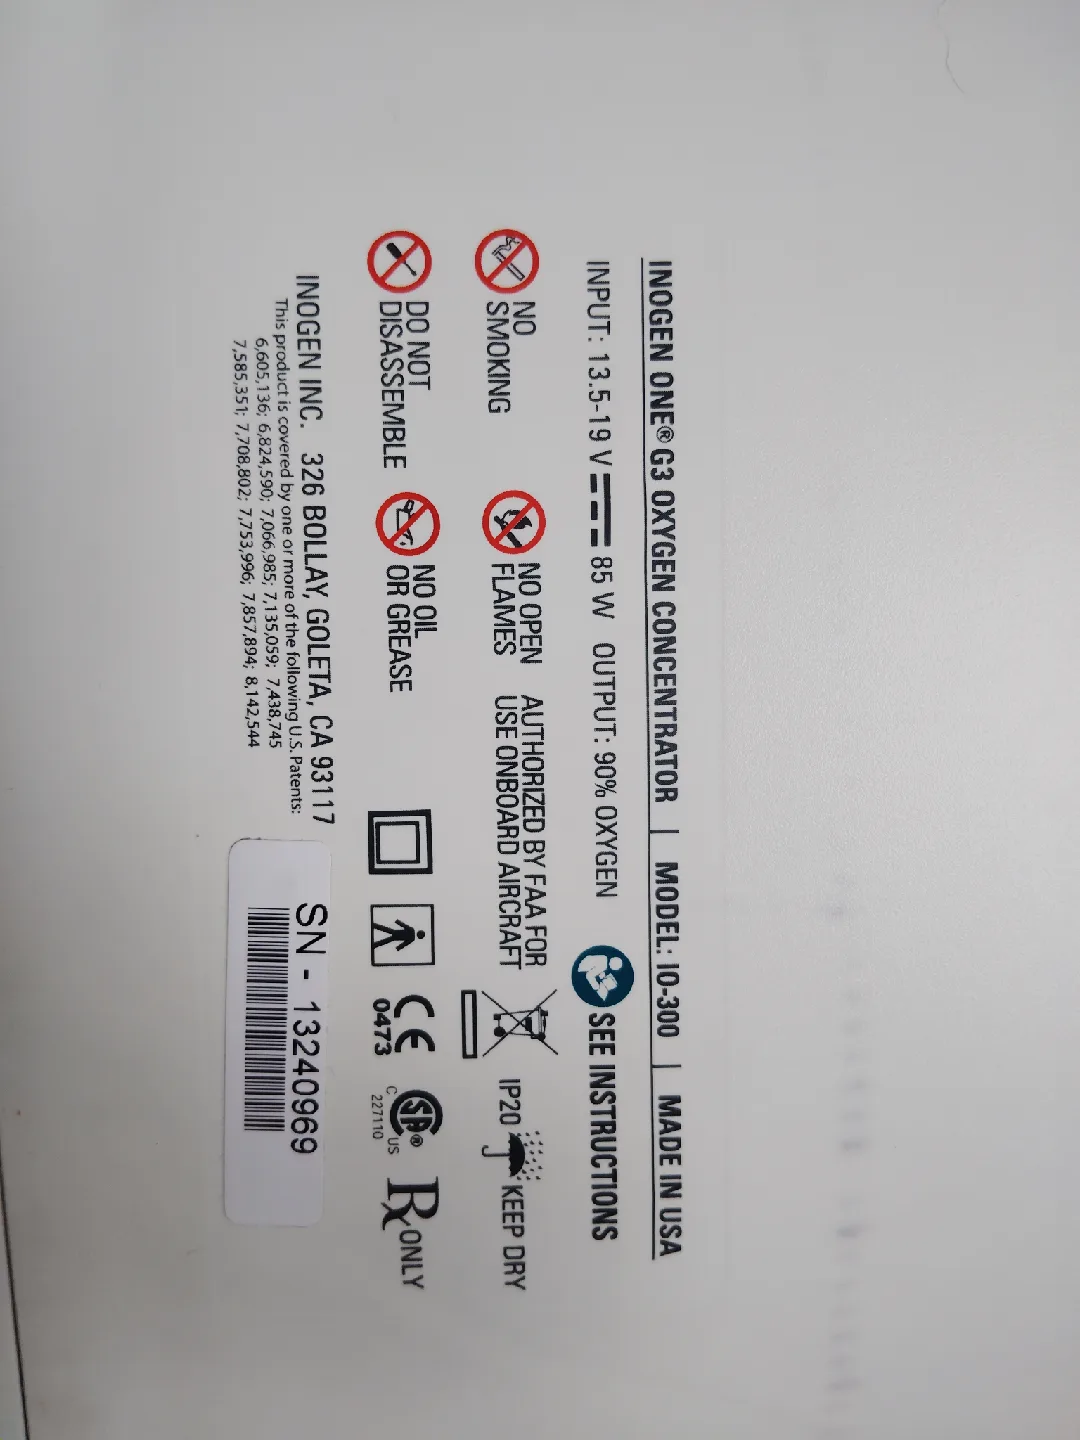 INOGEN ONE® G3 OXYGEN CONCENTRATOR | MODEL: IO-300 | MADE IN USA
INPUT: 13.5-19 V 85 W OUTPUT: 90% OXYGEN SEE INSTRUCTIONS
NO
SMOKING
NO OPEN
FLAMES
AUTHORIZED BY FAA FOR
USE ONBOARD AIRCRAFT
IP20
KEEP DRY
DO NOT
DISASSEMBLE
NO OIL
OR GREASE
CE
0473
C SA® US
227110
Rx ONLY
INOGEN INC. 326 BOLLAY, GOLETA, CA 93117
This product is covered by one or more of the following U.S. Patents:
6,605,136; 6,824,590; 7,066,985; 7,135,059; 7,438,745
7,585,351; 7,708,802; 7,753,996; 7,857,894; 8,142,544
SN - 13240969